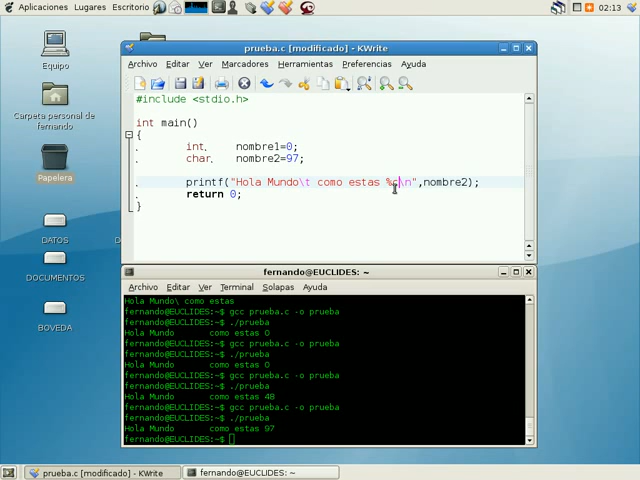 Aplicaciones Lugares Escritorio
02:13
Equipo
Carpeta personal de
fernando
Papelera
DATOS
DOCUMENTOS
BOVEDA
prueba.c [modificado] - KWrite
Archivo Editar Ver Marcadores Herramientas Preferencias Ayuda
#include <stdio.h>
int main()
{
int. nombre1=0;
char. nombre2=97;
printf("Hola Mundo\t como estas %c\n",nombre2);
return 0;
}
fernando@EUCLIDES: ~
Archivo Editar Ver Terminal Solapas Ayuda
Hola Mundo\ como estas
fernando@EUCLIDES:~$ gcc prueba.c -o prueba
fernando@EUCLIDES:~$ ./prueba
Hola Mundo como estas 0
fernando@EUCLIDES:~$ gcc prueba.c -o prueba
fernando@EUCLIDES:~$ ./prueba
Hola Mundo como estas 0
fernando@EUCLIDES:~$ gcc prueba.c -o prueba
fernando@EUCLIDES:~$ ./prueba
Hola Mundo como estas 48
fernando@EUCLIDES:~$ gcc prueba.c -o prueba
fernando@EUCLIDES:~$ ./prueba
Hola Mundo como estas 97
fernando@EUCLIDES:~$
prueba.c [modificado] - KWrite
fernando@EUCLIDES: ~